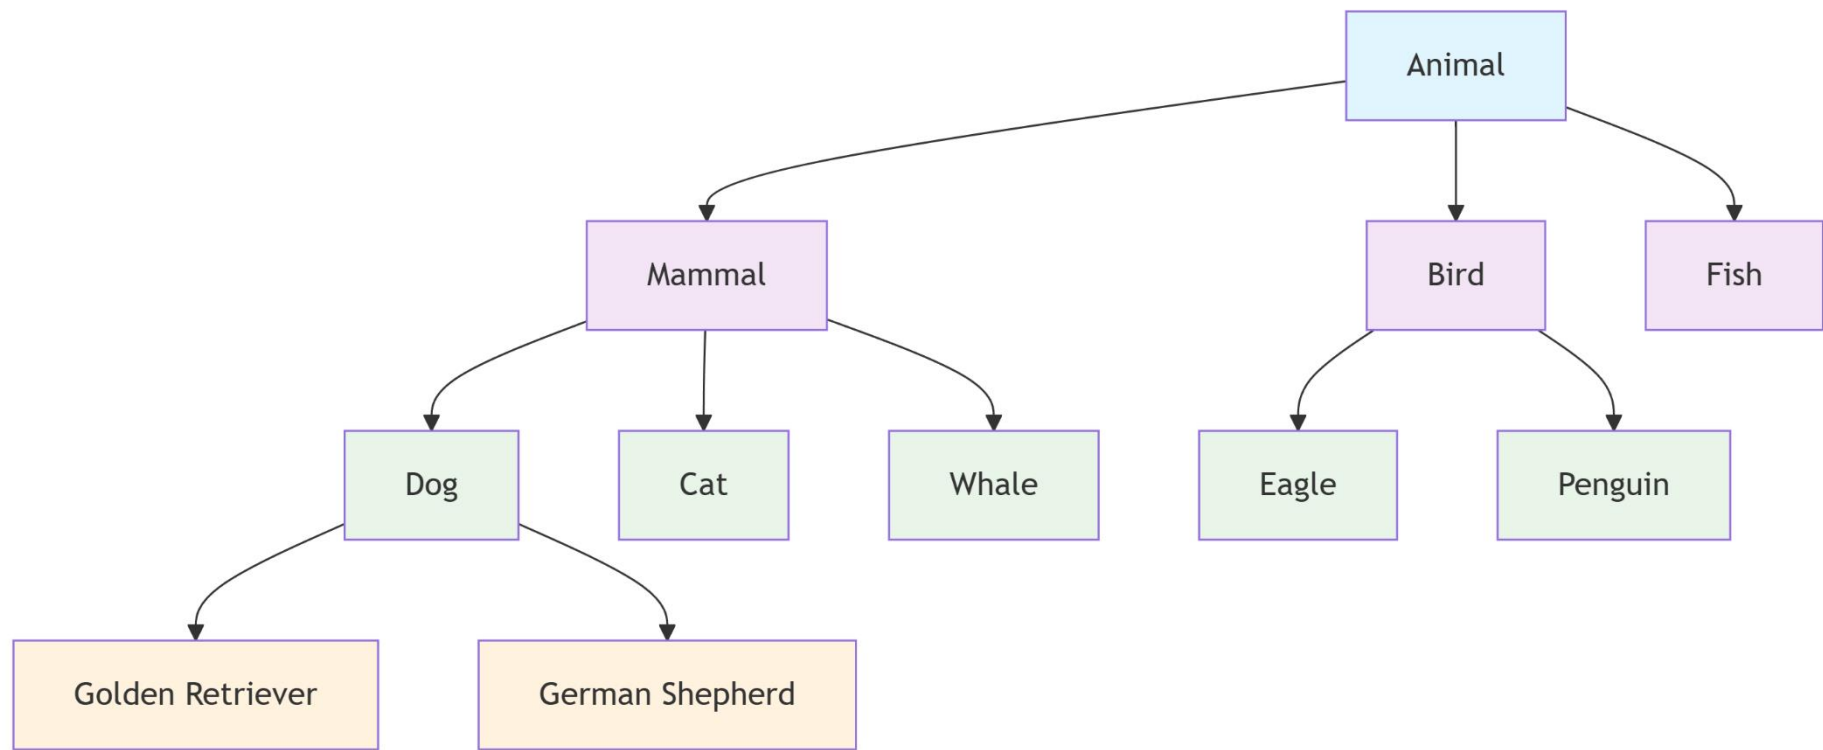 Animal
Mammal
Bird
Fish
Dog
Cat
Whale
Eagle
Penguin
Golden Retriever
German Shepherd